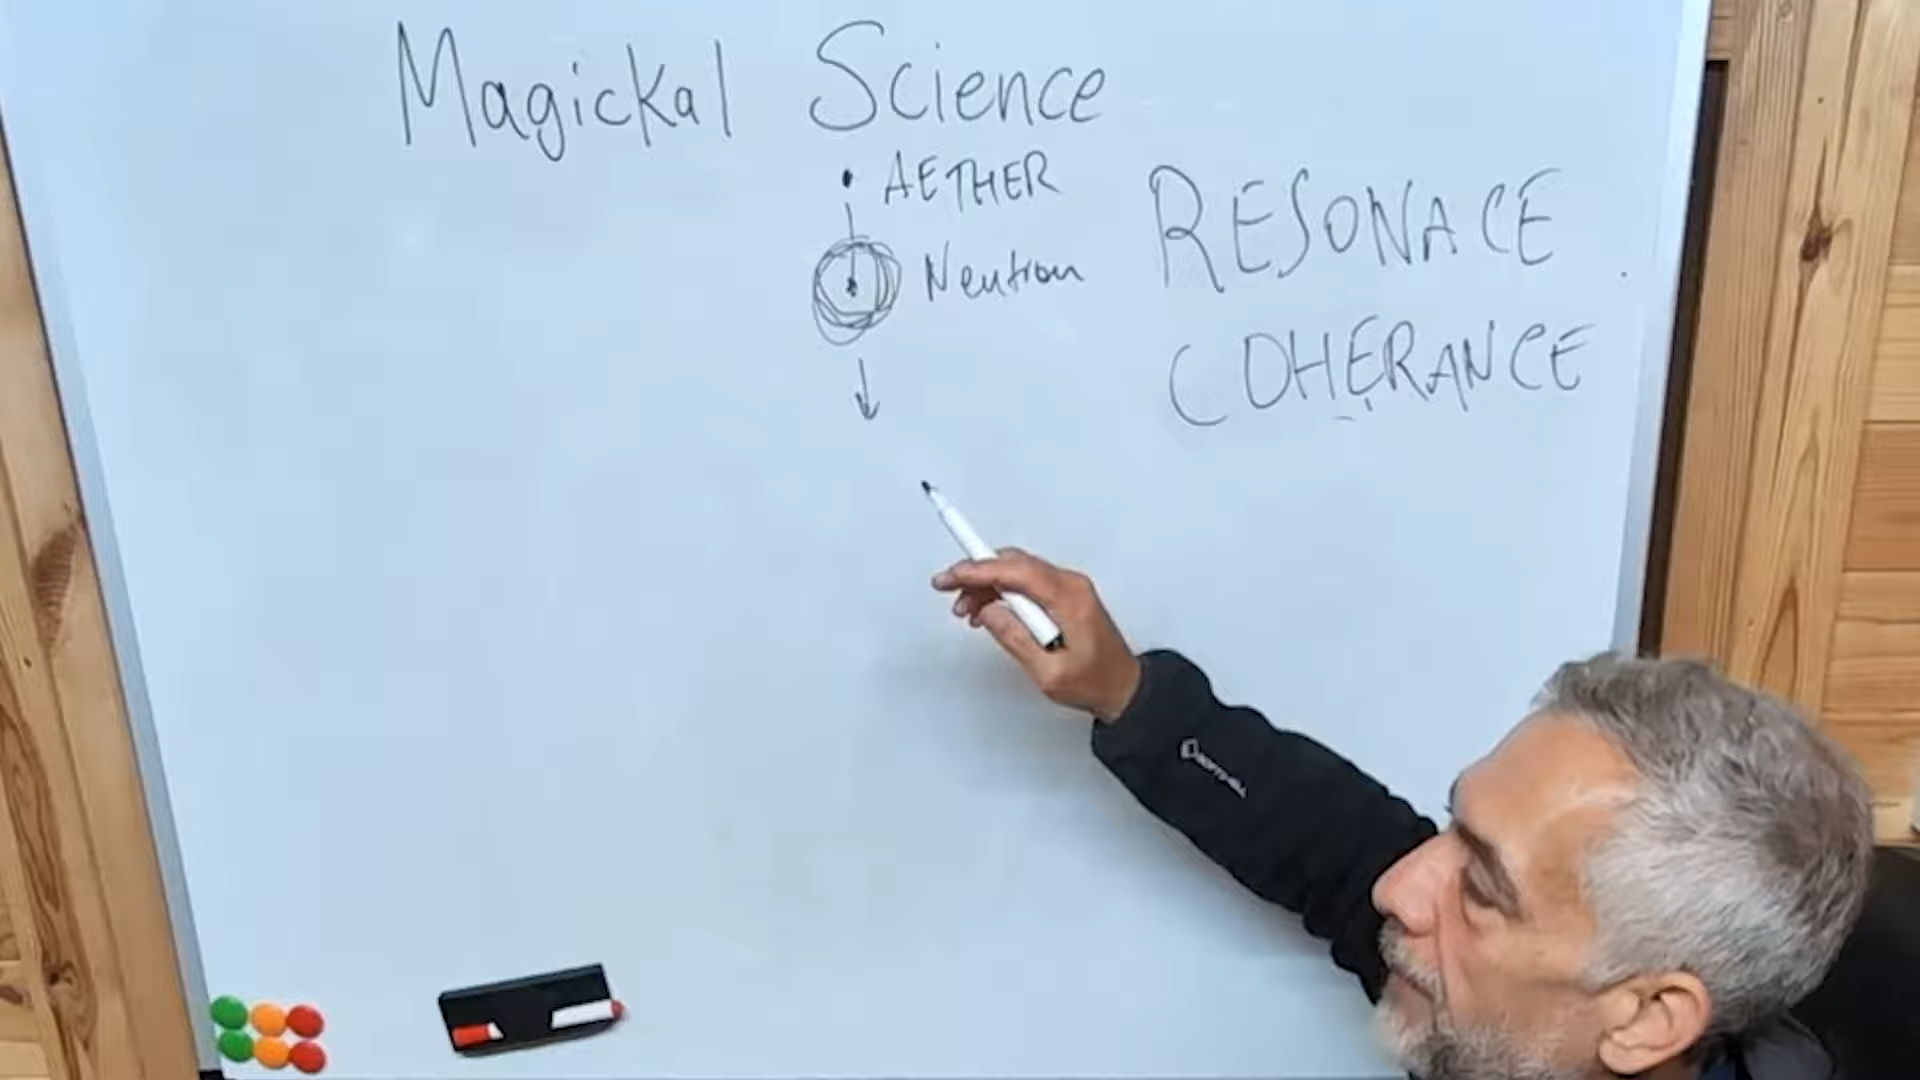 Magickal Science
AETHER
Neutron
RESONACE
COHERANCE